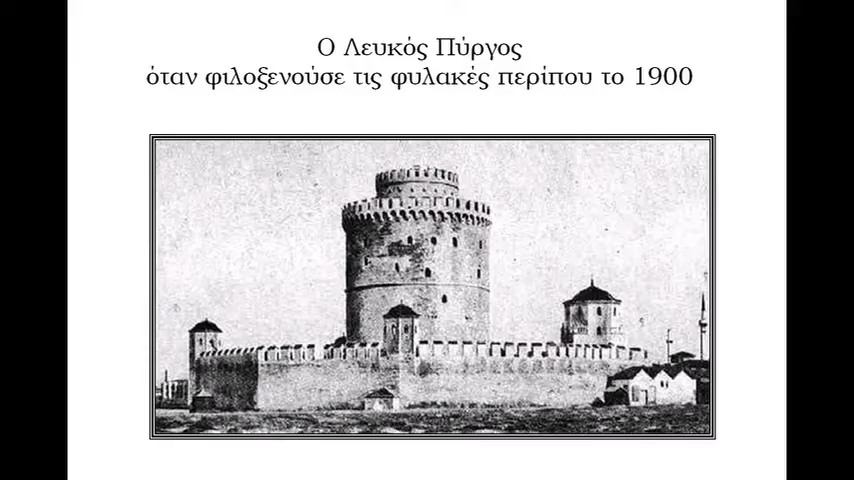 Ο Λευκός Πύργος
όταν φιλοξενούσε τις φυλακές περίπου το 1900